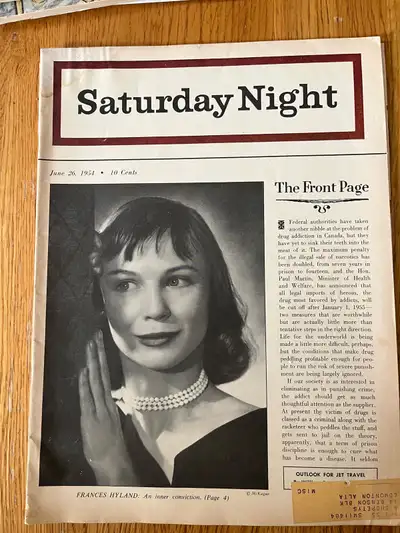 Saturday Night
June 26, 1954 • 10 Cents
The Front Page
Federal authorities have taken
another nibble at the problem of
drug addiction in Canada, but they
have yet to sink their teeth into the
meat of it. The maximum penalty
for the illegal sale of narcotics has
been doubled, from seven years in
prison to fourteen, and the Hon.
Paul Martin, Minister of Health
and Welfare, has announced that
all legal imports of heroin, the
drug most favored by addicts, will
be cut off after January 1, 1955 —
two measures that are worthwhile
but are actually little more than
tentative steps in the right direction.
Life for the underworld is being
made a little more difficult, perhaps,
but the conditions that make drug
peddling profitable enough for people
to run the risk of severe punishment
are being largely ignored.
If our society is as interested in
eliminating as in punishing crime,
the addict should get as much
thoughtful attention as the supplier.
At present the victim of drugs is
classed as a criminal along with the
racketeer who peddles the stuff, and
gets sent to jail on the theory,
apparently, that a term of prison
discipline is enough to cure what
has become a disease. It seldom
OUTLOOK FOR JET TRAVEL
© McKague
FRANCES HYLAND: An inner conviction. (Page 4)
MISC
EDMONTON ALTA
BENSON BLK
SU11404